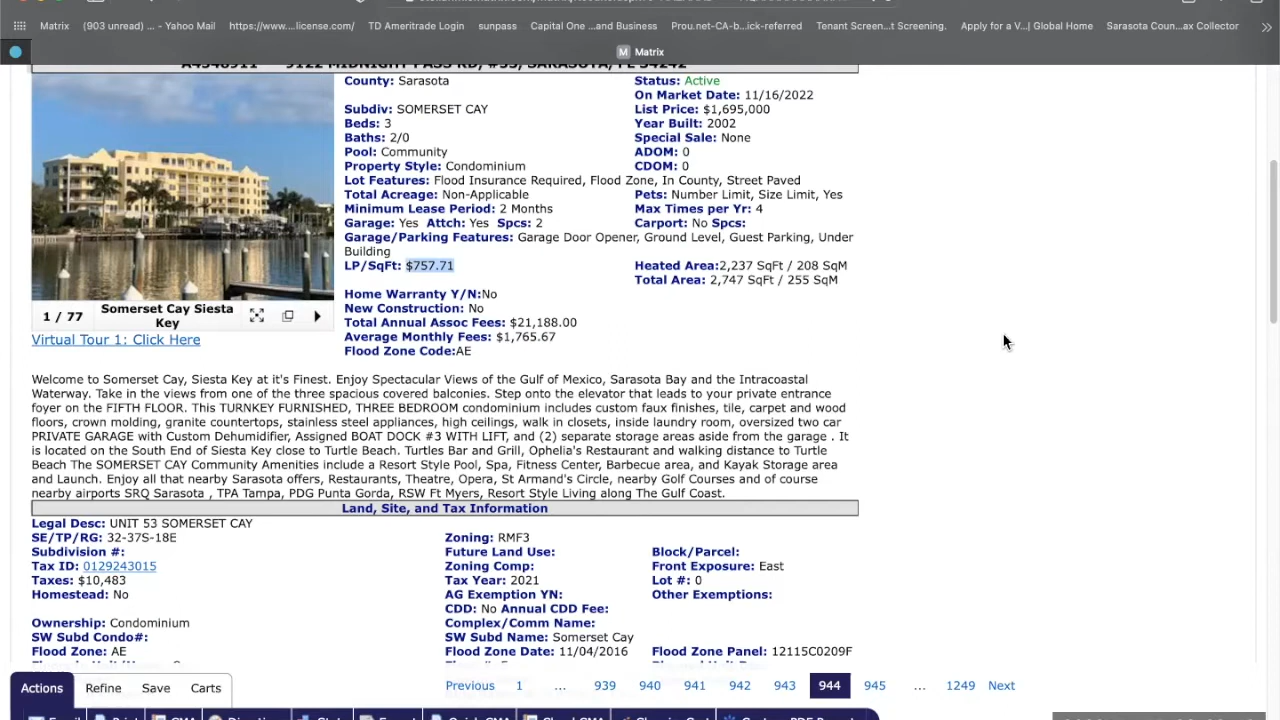 Matrix
(903 unread) ... – Yahoo Mail
https://www....license.com/
TD Ameritrade Login
sunpass
Capital One ...and Business
Prou.net-CA-b...ick-referred
Tenant Screen...t Screening.
Apply for a V...| Global Home
Sarasota Coun...ax Collector
M Matrix
9122 MIDNIGHT PASS RD, #53, SARASOTA, FL 34242
County: Sarasota
Status: Active
On Market Date: 11/16/2022
Subdiv: SOMERSET CAY
List Price: $1,695,000
Beds: 3
Year Built: 2002
Baths: 2/0
Special Sale: None
Pool: Community
ADOM: 0
Property Style: Condominium
CDOM: 0
Lot Features: Flood Insurance Required, Flood Zone, In County, Street Paved
Total Acreage: Non-Applicable
Pets: Number Limit, Size Limit, Yes
Minimum Lease Period: 2 Months
Max Times per Yr: 4
Garage: Yes Attch: Yes Spcs: 2
Carport: No Spcs:
Garage/Parking Features: Garage Door Opener, Ground Level, Guest Parking, Under
Building
LP/SqFt: $757.71
Heated Area:2,237 SqFt / 208 SqM
Total Area: 2,747 SqFt / 255 SqM
Home Warranty Y/N:No
New Construction: No
Total Annual Assoc Fees: $21,188.00
Average Monthly Fees: $1,765.67
Flood Zone Code:AE
1 / 77
Somerset Cay Siesta
Key
Virtual Tour 1: Click Here
Welcome to Somerset Cay, Siesta Key at it's Finest. Enjoy Spectacular Views of the Gulf of Mexico, Sarasota Bay and the Intracoastal
Waterway. Take in the views from one of the three spacious covered balconies. Step onto the elevator that leads to your private entrance
foyer on the FIFTH FLOOR. This TURNKEY FURNISHED, THREE BEDROOM condominium includes custom faux finishes, tile, carpet and wood
floors, crown molding, granite countertops, stainless steel appliances, high ceilings, walk in closets, inside laundry room, oversized two car
PRIVATE GARAGE with Custom Dehumidifier, Assigned BOAT DOCK #3 WITH LIFT, and (2) separate storage areas aside from the garage . It
is located on the South End of Siesta Key close to Turtle Beach. Turtles Bar and Grill, Ophelia's Restaurant and walking distance to Turtle
Beach The SOMERSET CAY Community Amenities include a Resort Style Pool, Spa, Fitness Center, Barbecue area, and Kayak Storage area
and Launch. Enjoy all that nearby Sarasota offers, Restaurants, Theatre, Opera, St Armand's Circle, nearby Golf Courses and of course
nearby airports SRQ Sarasota , TPA Tampa, PDG Punta Gorda, RSW Ft Myers, Resort Style Living along The Gulf Coast.
Land, Site, and Tax Information
Legal Desc: UNIT 53 SOMERSET CAY
SE/TP/RG: 32-37S-18E
Zoning: RMF3
Subdivision #:
Future Land Use:
Block/Parcel:
Tax ID: 0129243015
Zoning Comp:
Front Exposure: East
Taxes: $10,483
Tax Year: 2021
Lot #: 0
Homestead: No
AG Exemption YN:
Other Exemptions:
CDD: No Annual CDD Fee:
Ownership: Condominium
Complex/Comm Name:
SW Subd Condo#:
SW Subd Name: Somerset Cay
Flood Zone: AE
Flood Zone Date: 11/04/2016
Flood Zone Panel: 12115C0209F
Actions
Refine
Save
Carts
Previous 1 ... 939 940 941 942 943 944 945 ... 1249 Next